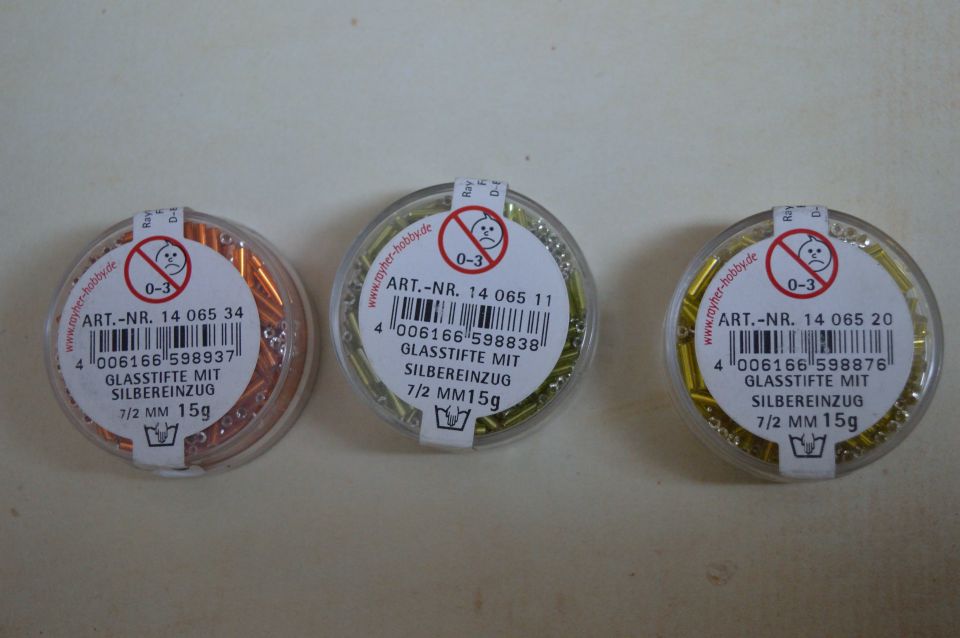 Ray
D-
www.rayher-hobby.de
0-3
ART.-NR. 14 065 34
4 006166 598937
GLASSTIFTE MIT
SILBEREINZUG
7/2 MM 15g
Ray
D-
www.rayher-hobby.de
0-3
ART.-NR. 14 065 11
4 006166 598838
GLASSTIFTE MIT
SILBEREINZUG
7/2 MM 15g
Ray
D-
www.rayher-hobby.de
0-3
ART.-NR. 14 065 20
4 006166 598876
GLASSTIFTE MIT
SILBEREINZUG
7/2 MM 15g